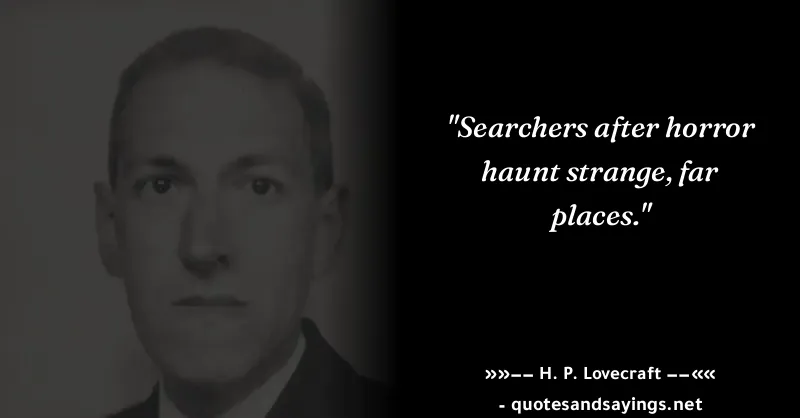 "Searchers after horror
haunt strange, far
places."
»»−− H. P. Lovecraft −−««
- quotesandsayings.net